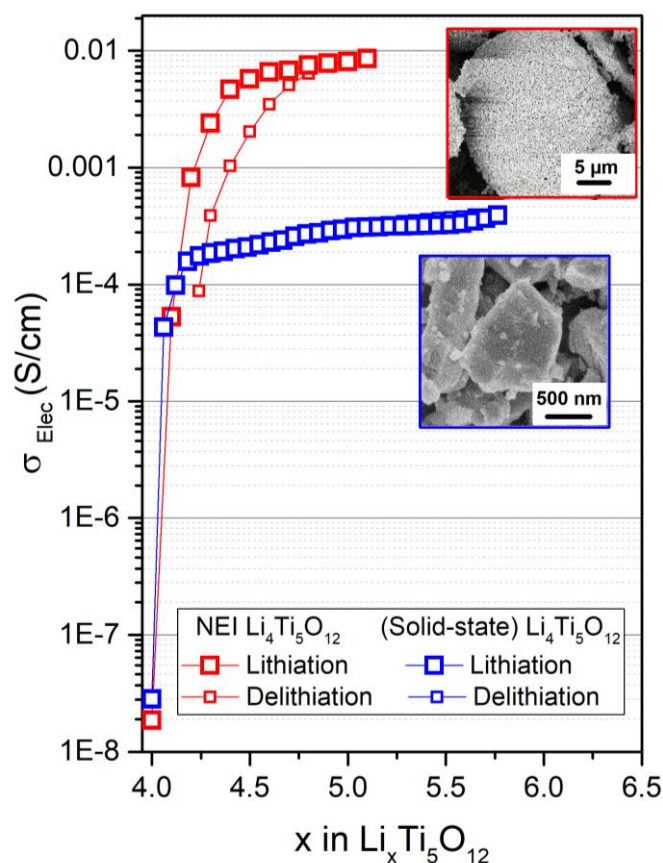 0.01
0.001
1E-4
1E-5
1E-6
1E-7
1E-8
σ Elec (S/cm)
5 µm
500 nm
NEI Li₄Ti₅O₁₂ (Solid-state) Li₄Ti₅O₁₂
Lithiation Lithiation
Delithiation Delithiation
4.0 4.5 5.0 5.5 6.0 6.5
x in LiₓTi₅O₁₂